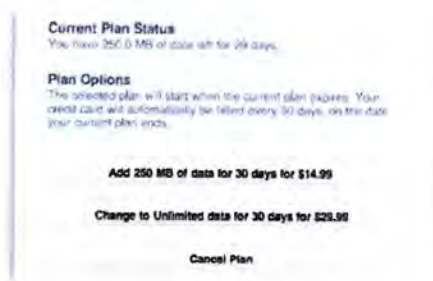 Current Plan Status
You have 250.0 MB of data left for 29 days.
Plan Options
The selected plan will start when the current plan expires. Your
credit card will automatically be billed every 30 days, on the date
your current plan ends.
Add 250 MB of data for 30 days for $14.99
Change to Unlimited data for 30 days for $29.99
Cancel Plan